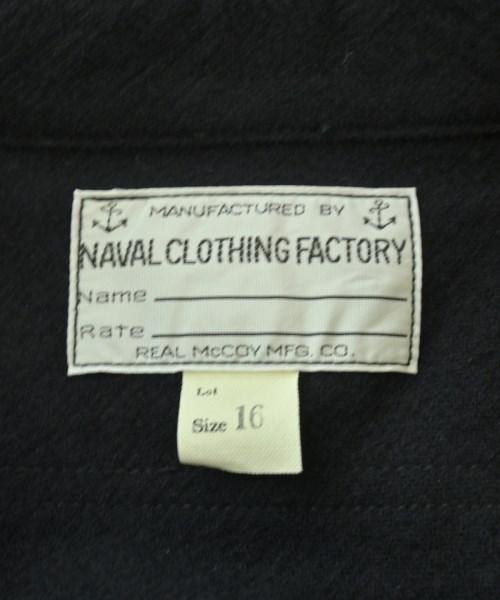 MANUFACTURED BY
NAVAL CLOTHING FACTORY
Name
Rate
REAL McCOY MFG. CO.
Lot
Size 16